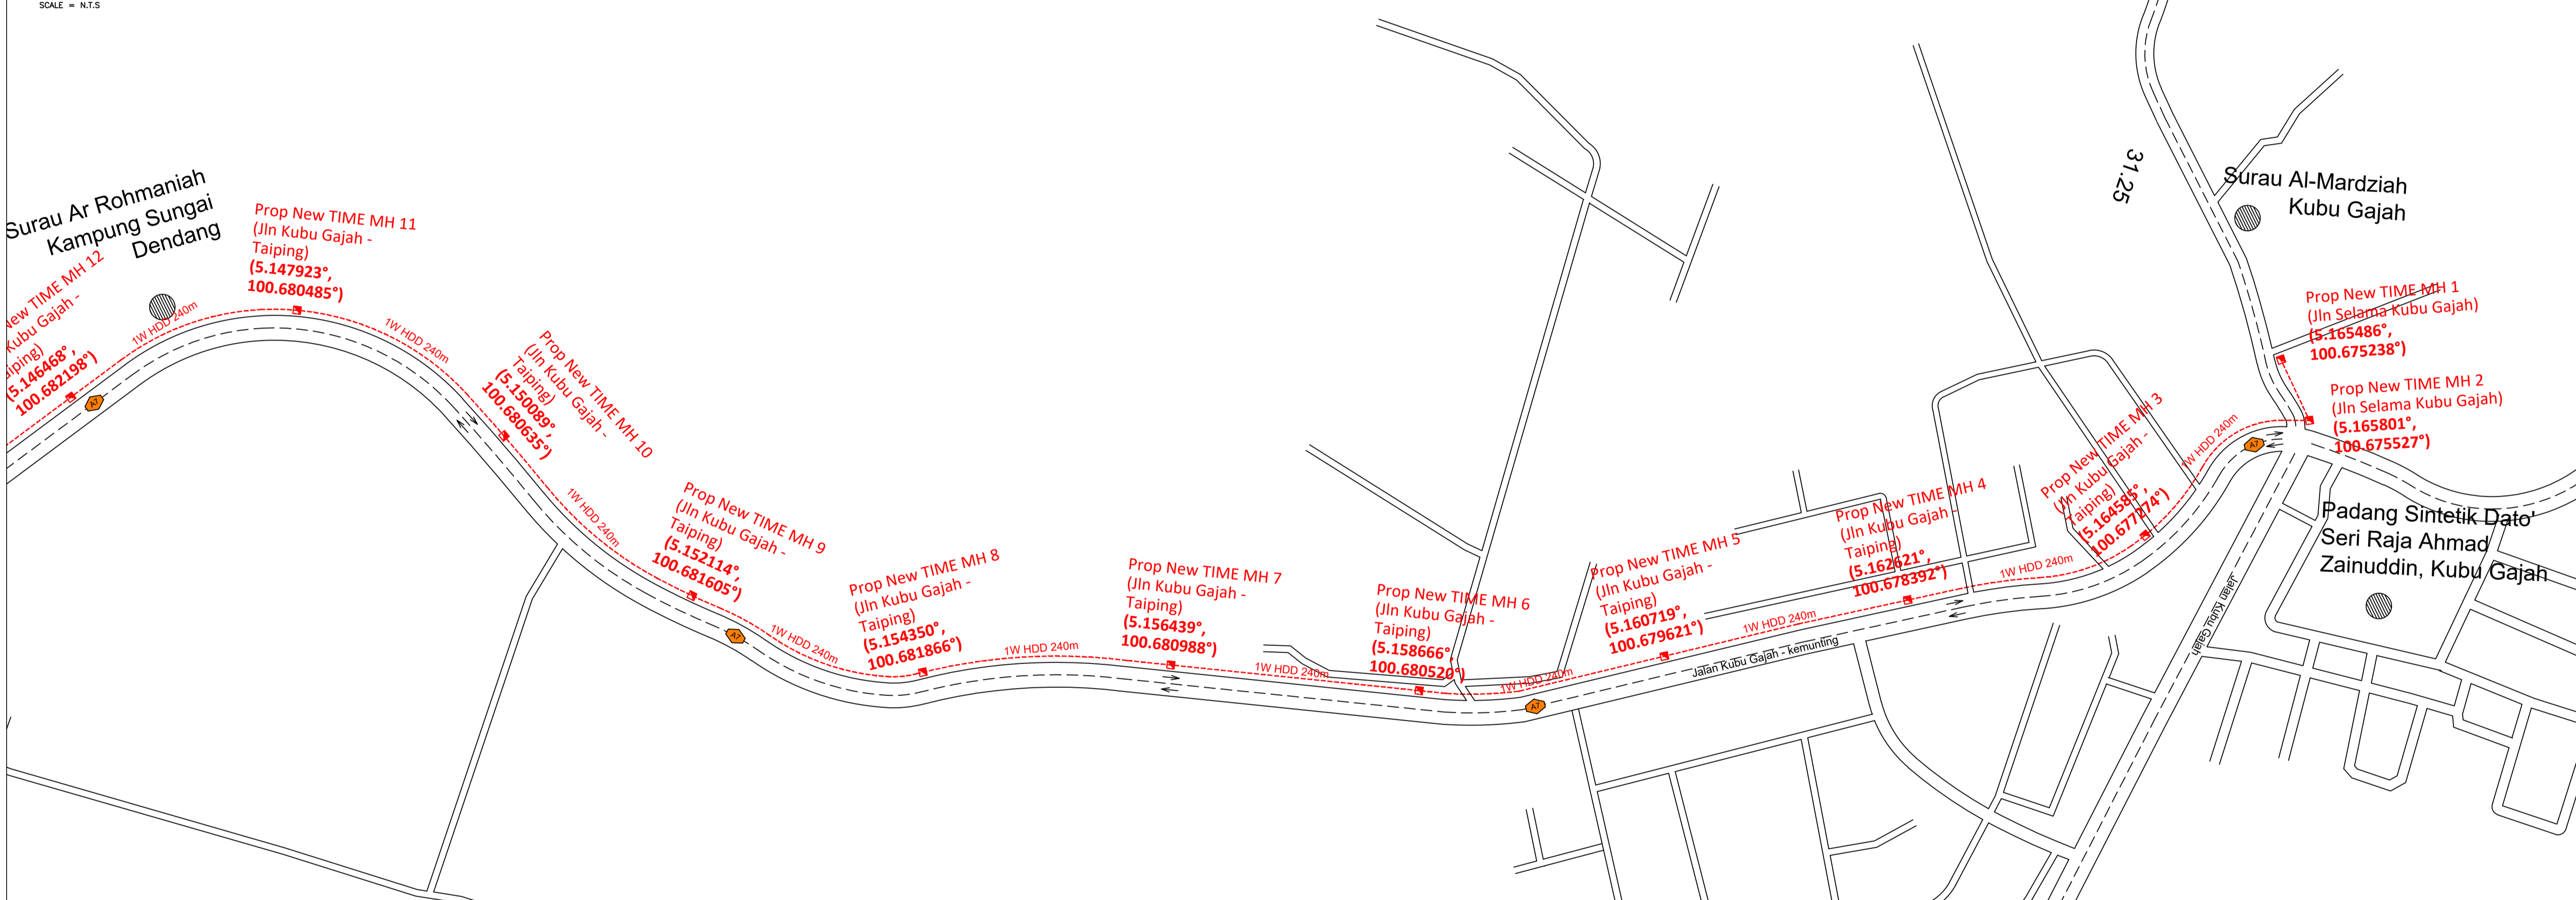 SCALE = N.T.S
Surau Ar Rohmaniah
Kampung Sungai
Dendang
New TIME MH 12
Kubu Gajah -
Taiping)
(5.146468°,
100.682198°)
1W HDD 240m
A7
Prop New TIME MH 11
(Jln Kubu Gajah -
Taiping)
(5.147923°,
100.680485°)
1W HDD 240m
Prop New TIME MH 10
(Jln Kubu Gajah -
Taiping)
(5.150089°,
100.680635°)
1W HDD 240m
Prop New TIME MH 9
(Jln Kubu Gajah -
Taiping)
(5.152114°,
100.681605°)
A7
1W HDD 240m
Prop New TIME MH 8
(Jln Kubu Gajah -
Taiping)
(5.154350°,
100.681866°)
1W HDD 240m
Prop New TIME MH 7
(Jln Kubu Gajah -
Taiping)
(5.156439°,
100.680988°)
1W HDD 240m
Prop New TIME MH 6
(Jln Kubu Gajah -
Taiping)
(5.158666°,
100.680520°)
1W HDD 240m
A7
Prop New TIME MH 5
(Jln Kubu Gajah -
Taiping)
(5.160719°,
100.679621°)
1W HDD 240m
Jalan Kubu Gajah - kemunting
Prop New TIME MH 4
(Jln Kubu Gajah -
Taiping)
(5.162621°,
100.678392°)
1W HDD 240m
Prop New TIME MH 3
(Jln Kubu Gajah -
Taiping)
(5.164585°,
100.677274°)
1W HDD 240m
A7
31.25
Surau Al-Mardziah
Kubu Gajah
Prop New TIME MH 1
(Jln Selama Kubu Gajah)
(5.165486°,
100.675238°)
Prop New TIME MH 2
(Jln Selama Kubu Gajah)
(5.165801°,
100.675527°)
Padang Sintetik Dato'
Seri Raja Ahmad
Zainuddin, Kubu Gajah
Jalan Kubu Gajah